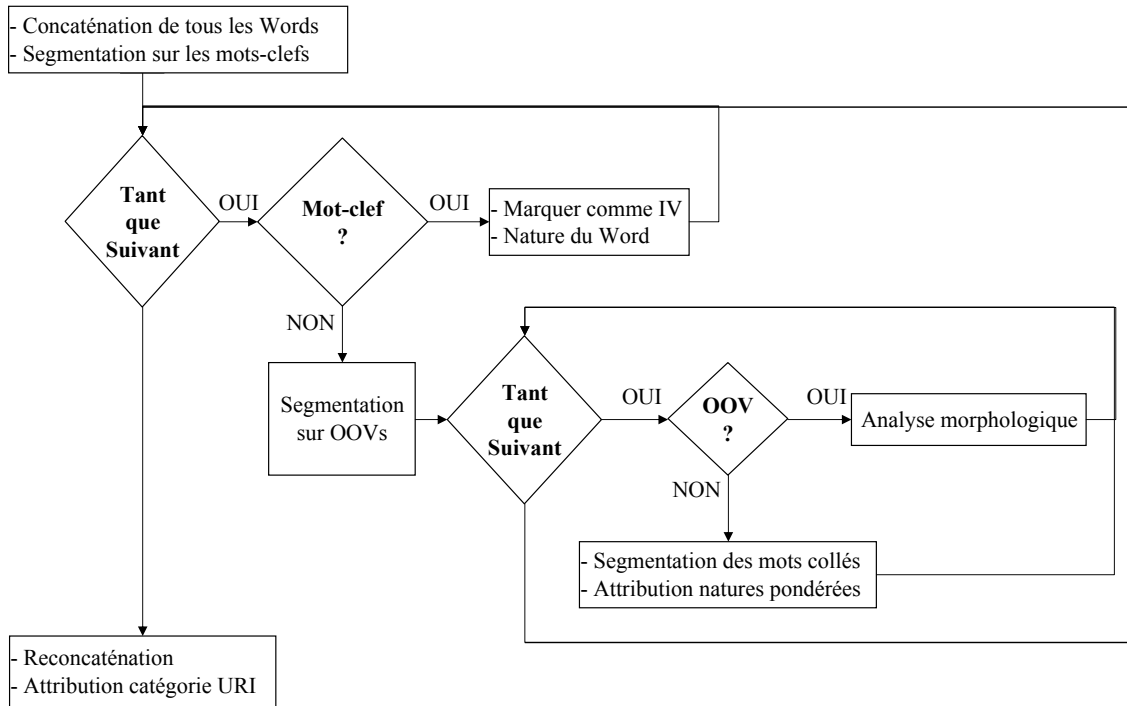 - Concaténation de tous les Words
- Segmentation sur les mots-clefs
Tant
que
Suivant
OUI
Mot-clef
?
OUI
- Marquer comme IV
- Nature du Word
NON
Segmentation
sur OOVs
Tant
que
Suivant
OUI
OOV
?
OUI
Analyse morphologique
NON
- Segmentation des mots collés
- Attribution natures pondérées
- Reconcaténation
- Attribution catégorie URI